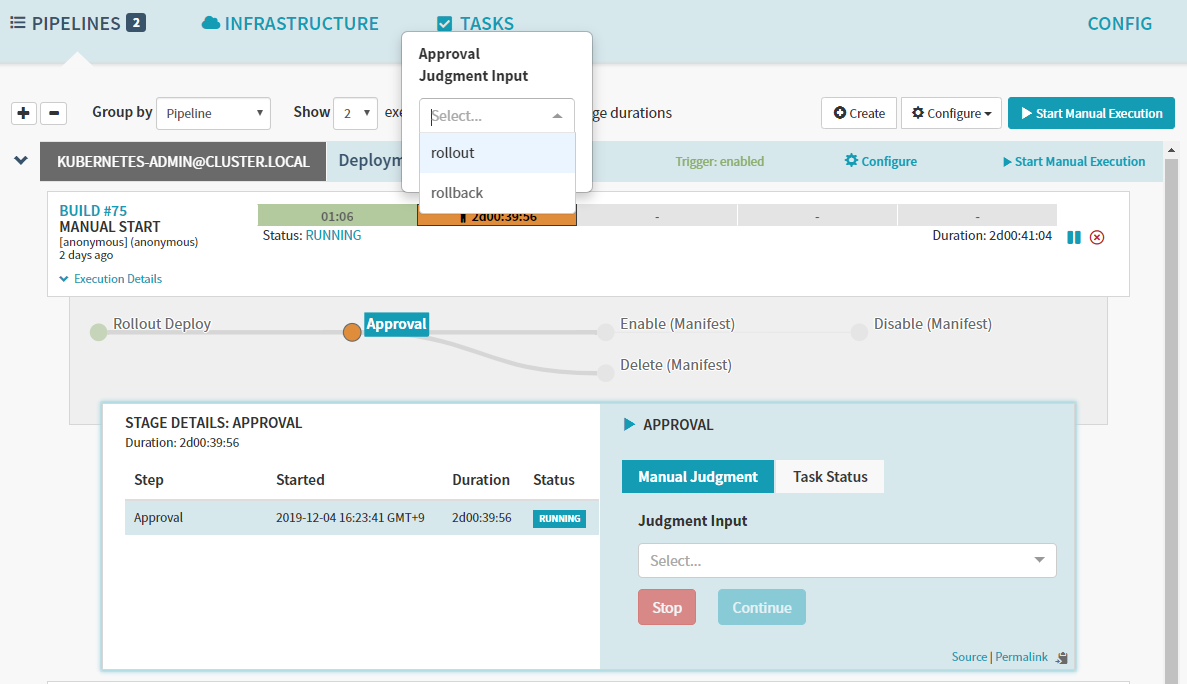 PIPELINES 2
INFRASTRUCTURE
TASKS
CONFIG
Approval
Judgment Input
Select...
rollout
rollback
Group by Pipeline
Show 2
durations
Create
Configure
Start Manual Execution
KUBERNETES-ADMIN@CLUSTER.LOCAL
Trigger: enabled
Configure
Start Manual Execution
BUILD #75
MANUAL START
[anonymous] (anonymous)
2 days ago
Execution Details
01:06
2d00:39:56
-
-
-
Status: RUNNING
Duration: 2d00:41:04
Rollout Deploy
Approval
Enable (Manifest)
Disable (Manifest)
Delete (Manifest)
STAGE DETAILS: APPROVAL
Duration: 2d00:39:56
Step Started Duration Status
Approval 2019-12-04 16:23:41 GMT+9 2d00:39:56 RUNNING
APPROVAL
Manual Judgment
Task Status
Judgment Input
Select...
Stop
Continue
Source | Permalink